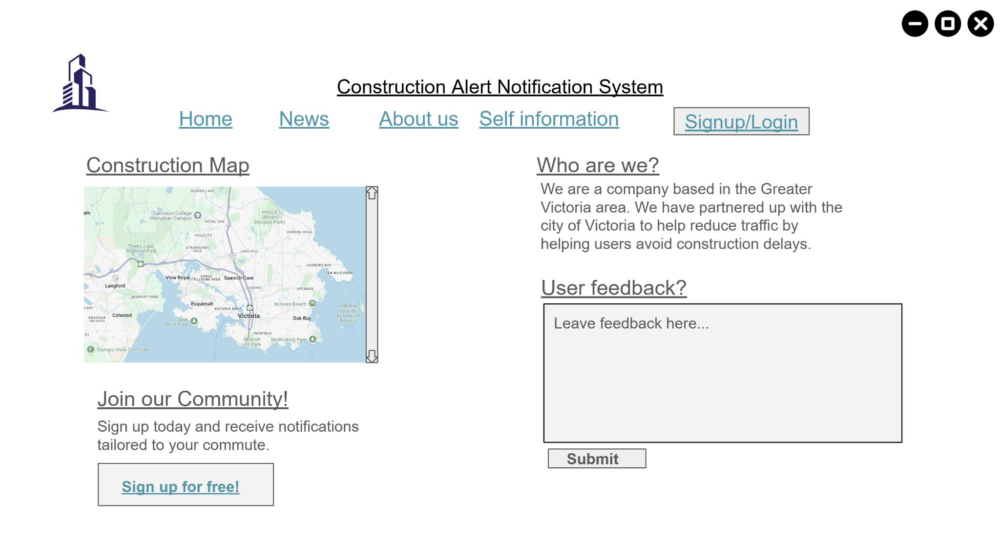 Construction Alert Notification System
Home News About us Self information Signup/Login
Construction Map
BEAVER LAKE
am
Camosun College
Interurban Campus
PKOLS
(Mount
Douglas Park)
ROYAL OAK
GORDON HEAD
COLQUITZ
Thetis Lake
Regional Park
STRAWBERRY
VALE
LAKE HILL
17
1
CADBORO BAY
TEN MILE POINT
14
View Royal
GORGE
-TILLICUM AREA
Saanich Core
Langford
QUADRA
UPLANDS
BELMONT PARK
Esquimalt
VICTORIA WEST
1
Willows Beach
Oak Bay
Islands
Ecological
Reserve
LAKE
Colwood
Victoria
BRAEMAR
HEIGHTS
Saxe
Point Park
Oak Bay
EY
FAIRFIELD
Beacon
Hill Park
McMicking Park
Olympic View Golf Club
Join our Community!
Sign up today and receive notifications
tailored to your commute.
Sign up for free!
Who are we?
We are a company based in the Greater
Victoria area. We have partnered up with the
city of Victoria to help reduce traffic by
helping users avoid construction delays.
User feedback?
Leave feedback here...
Submit